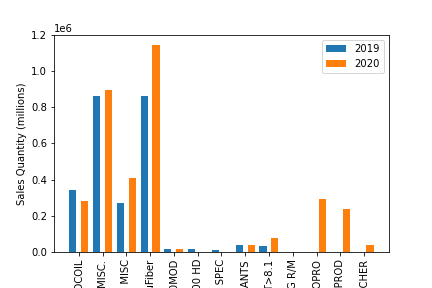 1e6
1.2
1.0
0.8
0.6
0.4
0.2
0.0
Sales Quantity (millions)
2019
2020
OCOIL
MISC.
MISC
uFiber
OMOD
00 HD
SPEC
ANTS
T>8.1
G R/M
OPRO
PROD
CHER